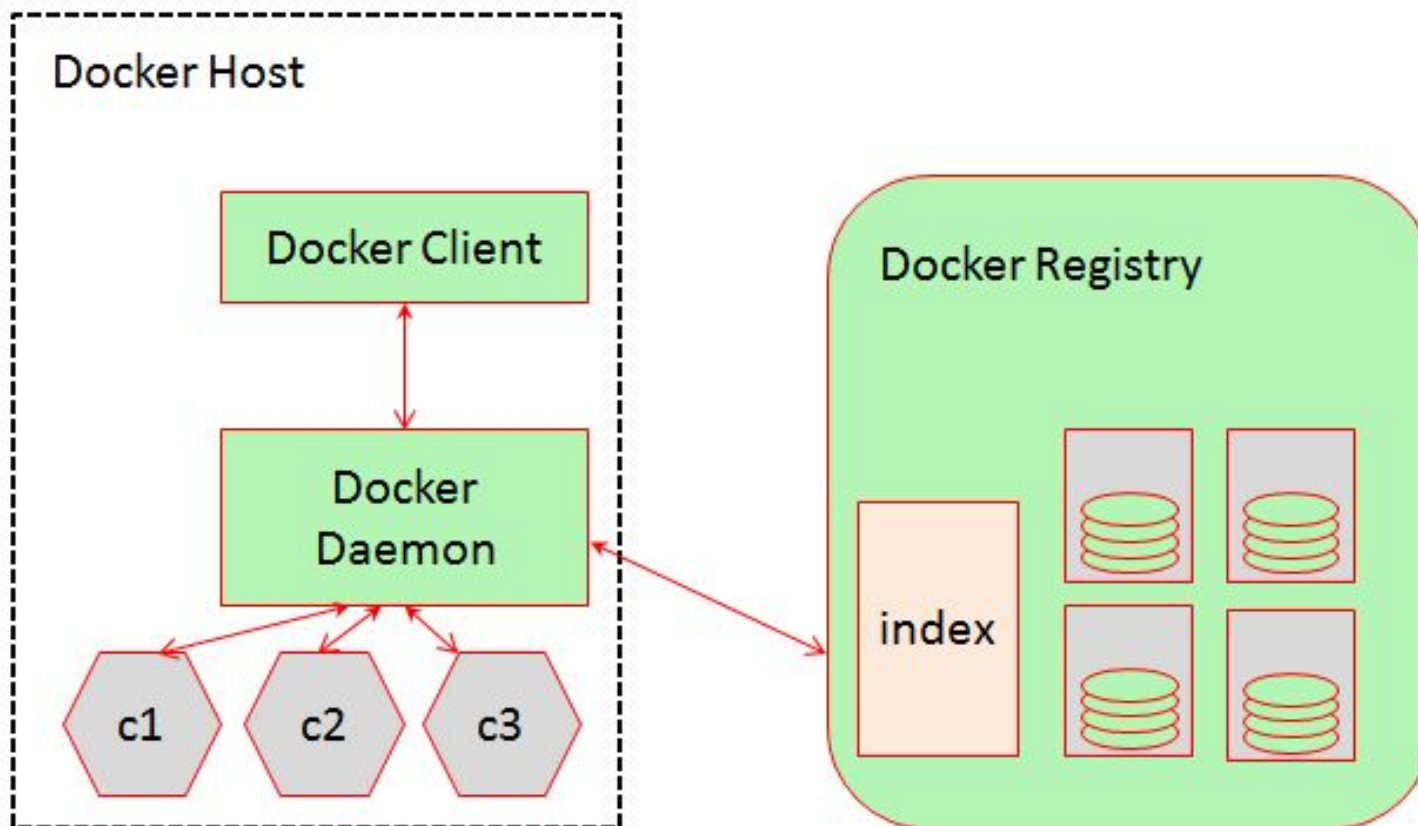 Docker Host
Docker Client
Docker Registry
Docker
Daemon
index
c1
c2
c3